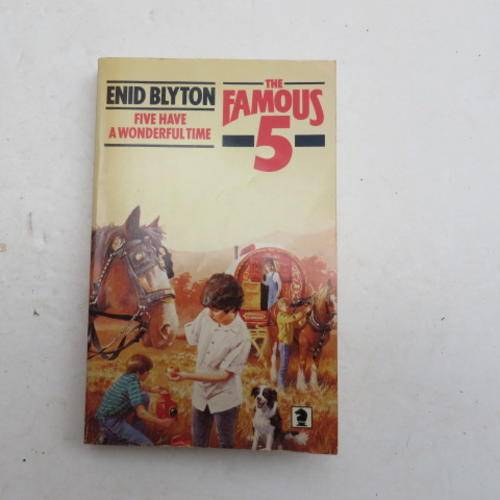 ENID BLYTON
FIVE HAVE
A WONDERFUL TIME
THE
FAMOUS
5